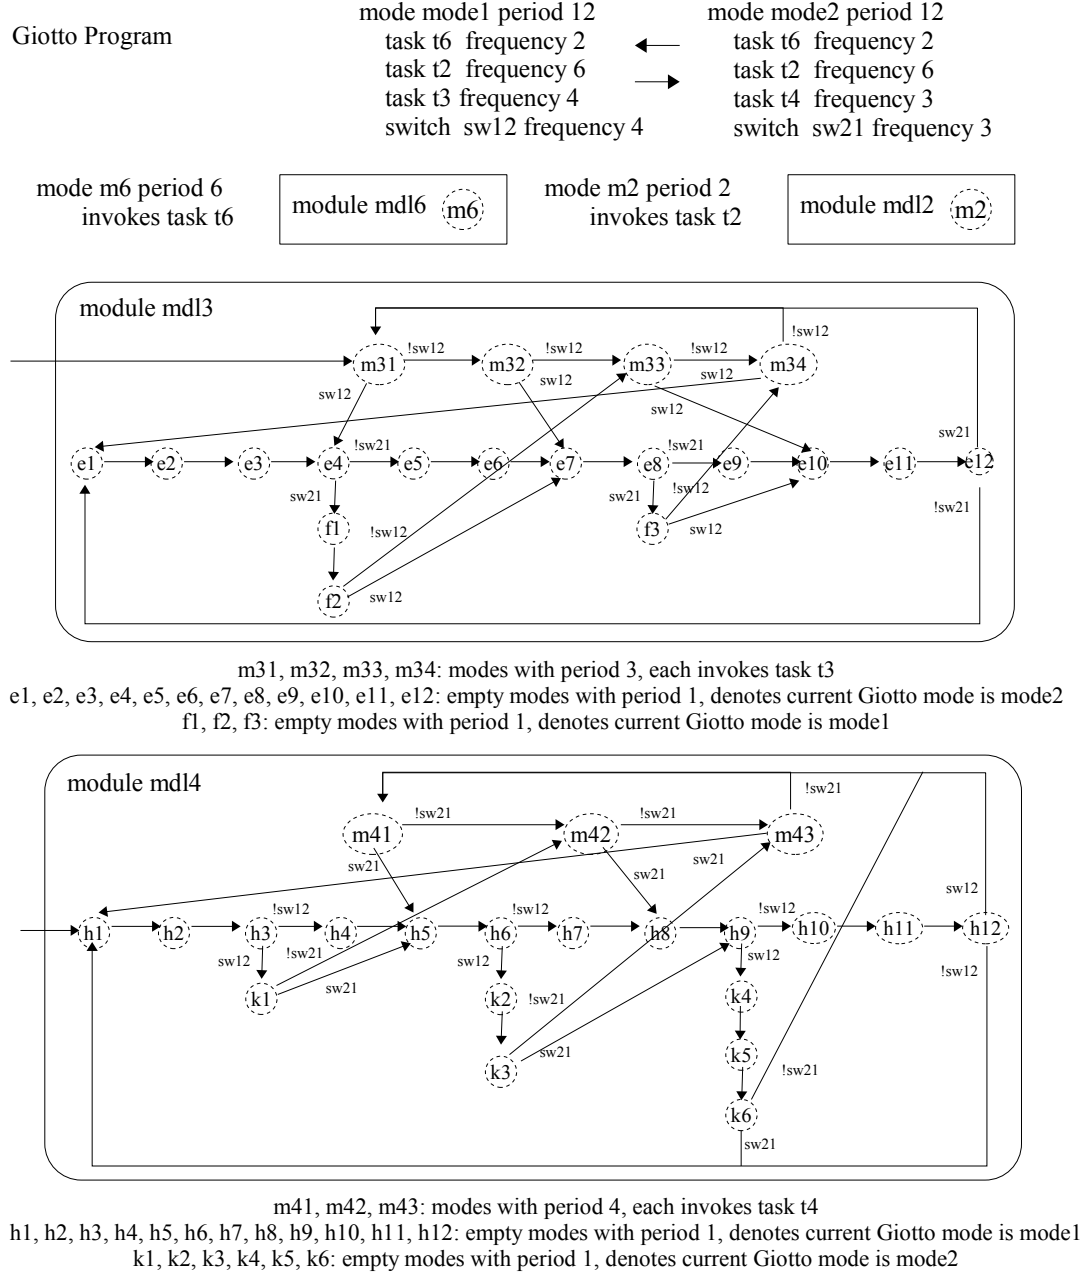 Giotto Program
mode mode1 period 12
task t6 frequency 2
task t2 frequency 6
task t3 frequency 4
switch sw12 frequency 4
mode mode2 period 12
task t6 frequency 2
task t2 frequency 6
task t4 frequency 3
switch sw21 frequency 3
mode m6 period 6
invokes task t6
module mdl6 m6
mode m2 period 2
invokes task t2
module mdl2 m2
module mdl3
!sw12
!sw12 !sw12 !sw12
m31 m32 m33 m34
sw12 sw12 sw12 sw12
!sw21 !sw21 sw21
e1 e2 e3 e4 e5 e6 e7 e8 e9 e10 e11 e12
sw21 sw21 !sw12 !sw21
f1 !sw12 f3 sw12
f2 sw12
m31, m32, m33, m34: modes with period 3, each invokes task t3
e1, e2, e3, e4, e5, e6, e7, e8, e9, e10, e11, e12: empty modes with period 1, denotes current Giotto mode is mode2
f1, f2, f3: empty modes with period 1, denotes current Giotto mode is mode1
module mdl4
!sw21
!sw21 !sw21
m41 m42 m43
sw21 sw21 sw21
sw12
!sw12 !sw12 !sw12
h1 h2 h3 h4 h5 h6 h7 h8 h9 h10 h11 h12
sw12 !sw21 sw12 sw12 !sw12
k1 sw21 k2 !sw21 k4
k3 sw21 k5 !sw21
k6
sw21
m41, m42, m43: modes with period 4, each invokes task t4
h1, h2, h3, h4, h5, h6, h7, h8, h9, h10, h11, h12: empty modes with period 1, denotes current Giotto mode is mode1
k1, k2, k3, k4, k5, k6: empty modes with period 1, denotes current Giotto mode is mode2